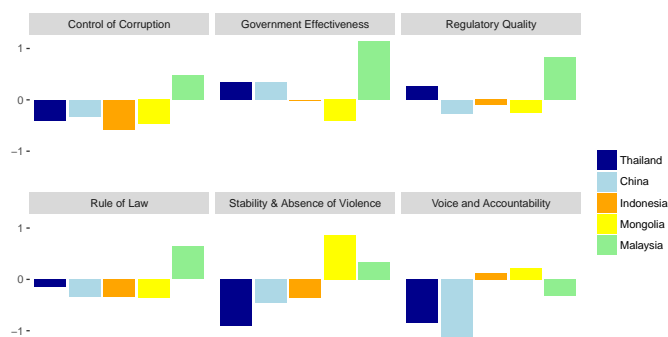 Control of Corruption
Government Effectiveness
Regulatory Quality
1
0
−1
Rule of Law
Stability & Absence of Violence
Voice and Accountability
1
0
−1
Thailand
China
Indonesia
Mongolia
Malaysia